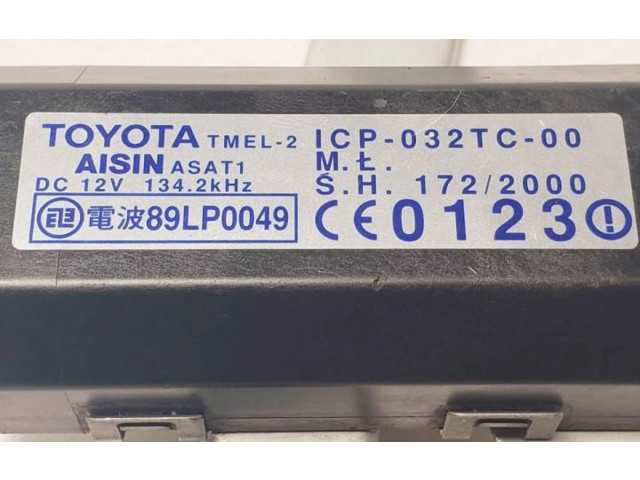 TOYOTA TMEL-2 ICP-032TC-00
AISIN ASAT1 M.Ł.
DC 12V 134.2kHz Ś.H. 172/2000
電波89LP0049 CE0123